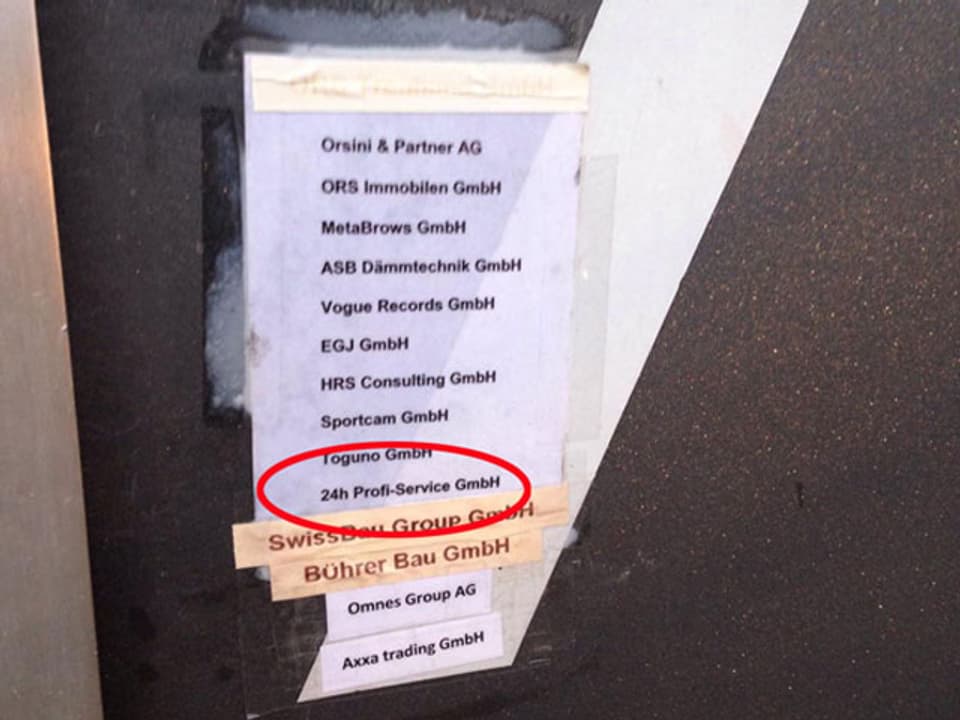 Orsini & Partner AG
ORS Immobilen GmbH
MetaBrows GmbH
ASB Dämmtechnik GmbH
Vogue Records GmbH
EGJ GmbH
HRS Consulting GmbH
Sportcam GmbH
Toguno GmbH
24h Profi-Service GmbH
SwissBau Group GmbH
BÜhrer Bau GmbH
Omnes Group AG
Axxa trading GmbH